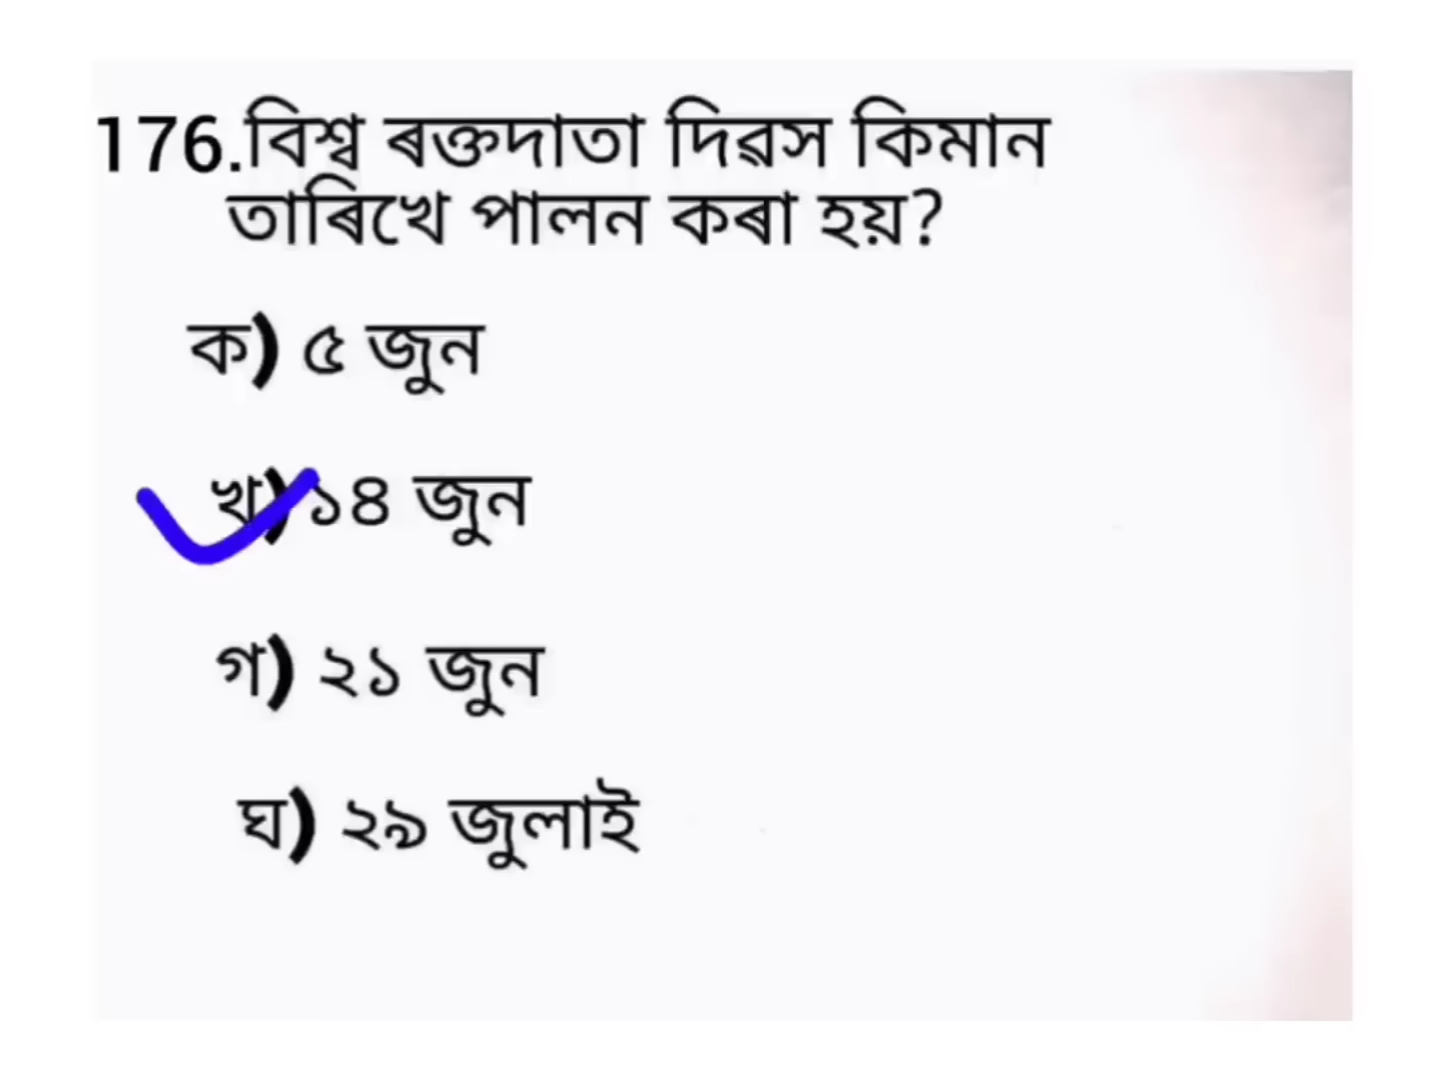 176.বিশ্ব ৰক্তদাতা দিৱস কিমান
তাৰিখে পালন কৰা হয়?
ক) ৫ জুন
খ) ১৪ জুন
গ) ২১ জুন
ঘ) ২৯ জুলাই